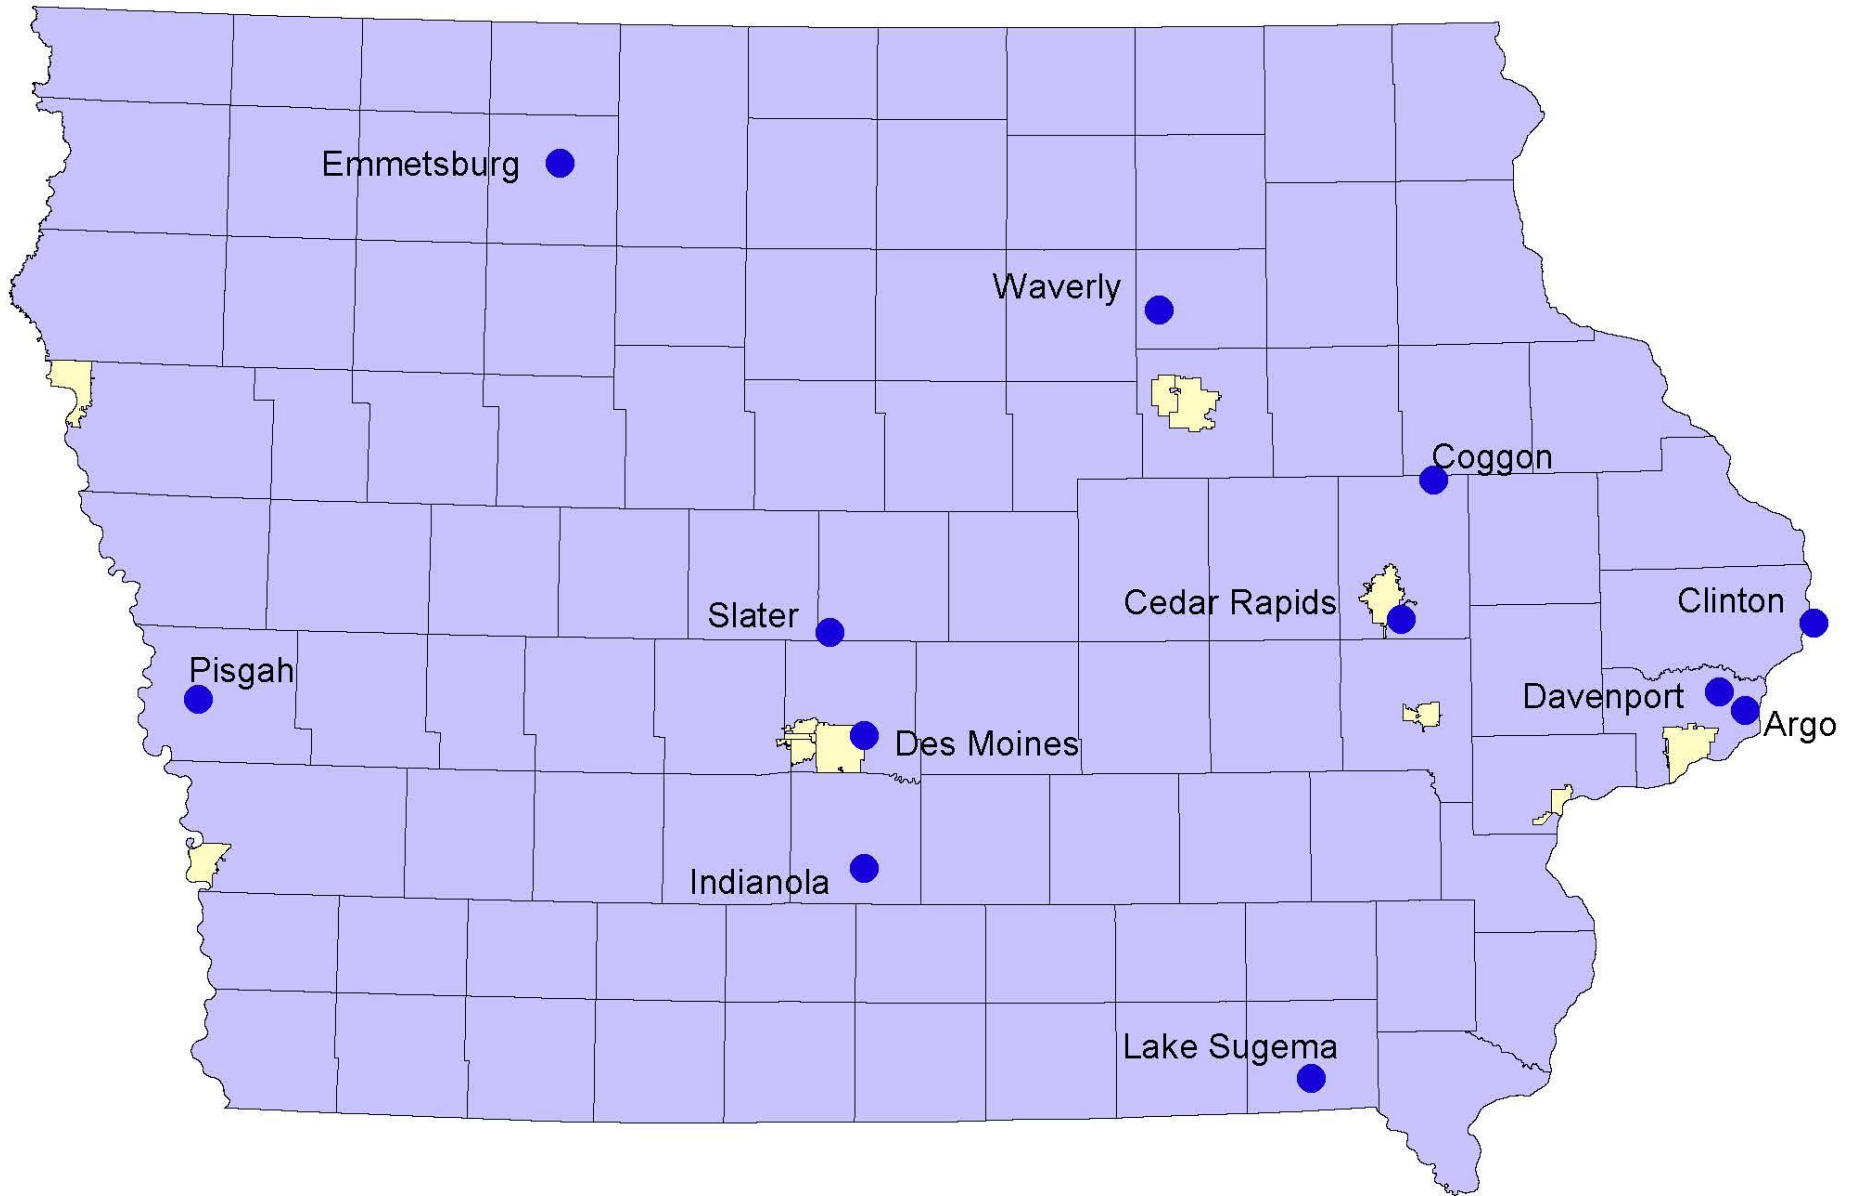 Emmetsburg
Waverly
Coggon
Cedar Rapids
Clinton
Slater
Pisgah
Davenport
Argo
Des Moines
Indianola
Lake Sugema